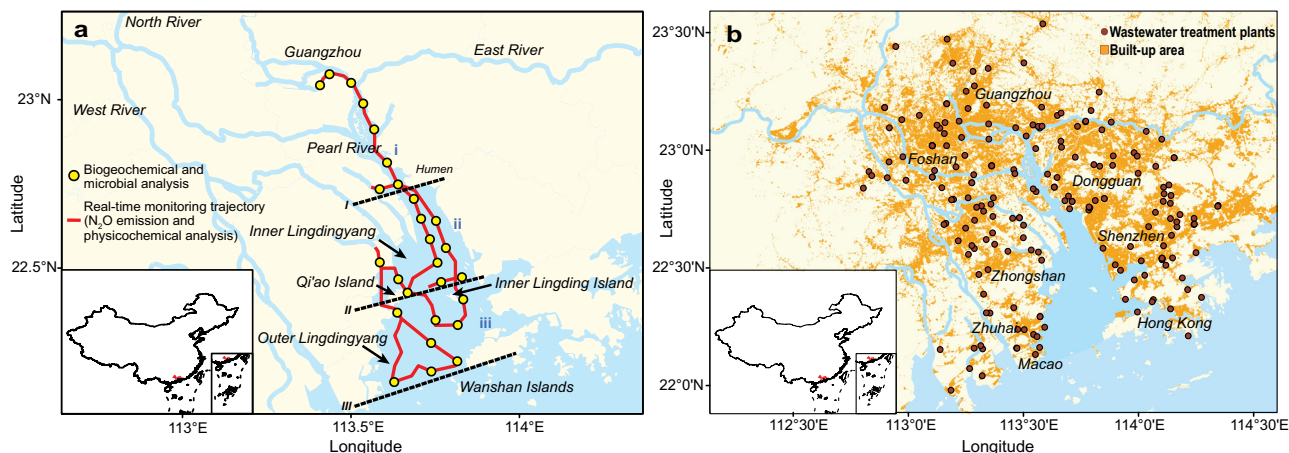 a
North River
Guangzhou
East River
23°N
West River
Pearl River
i
Humen
Biogeochemical and
microbial analysis
I
Real-time monitoring trajectory
(N₂O emission and
physicochemical analysis)
ii
Inner Lingdingyang
22.5°N
Qi'ao Island
Inner Lingding Island
II
iii
Outer Lingdingyang
Wanshan Islands
III
113°E
113.5°E
114°E
Longitude
Latitude
b
Wastewater treatment plants
Built-up area
23°30'N
Guangzhou
23°0'N
Foshan
Dongguan
Shenzhen
22°30'N
Zhongshan
Zhuhai
Hong Kong
Macao
22°0'N
112°30'E
113°0'E
113°30'E
114°0'E
114°30'E
Longitude
Latitude